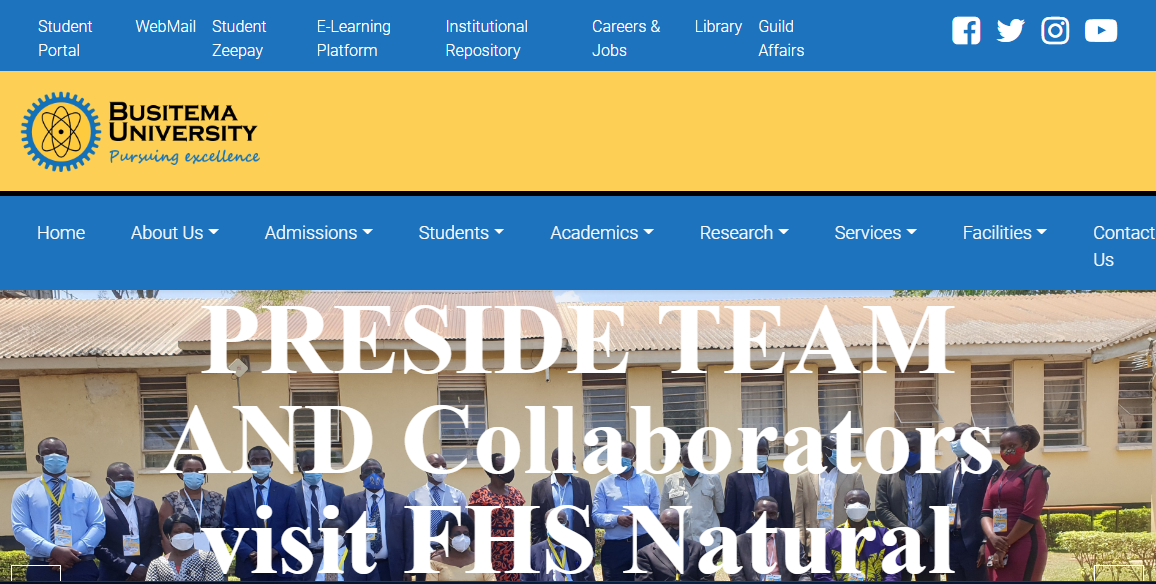 Student Portal
WebMail
Student Zeepay
E-Learning Platform
Institutional Repository
Careers & Jobs
Library
Guild Affairs
BUSITEMA
UNIVERSITY
Pursuing excellence
Home
About Us
Admissions
Students
Academics
Research
Services
Facilities
Contact Us
PRESIDE TEAM
AND Collaborators
visit FHS Natural